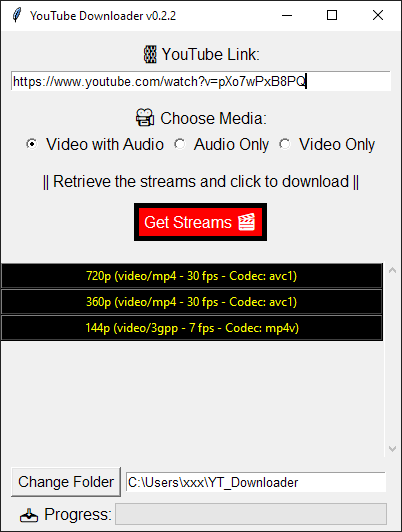 YouTube Downloader v0.2.2
YouTube Link:
https://www.youtube.com/watch?v=pXo7wPxB8PQ
Choose Media:
Video with Audio Audio Only Video Only
|| Retrieve the streams and click to download ||
Get Streams
720p (video/mp4 - 30 fps - Codec: avc1)
360p (video/mp4 - 30 fps - Codec: avc1)
144p (video/3gpp - 7 fps - Codec: mp4v)
Change Folder C:\Users\xxx\YT_Downloader
Progress: